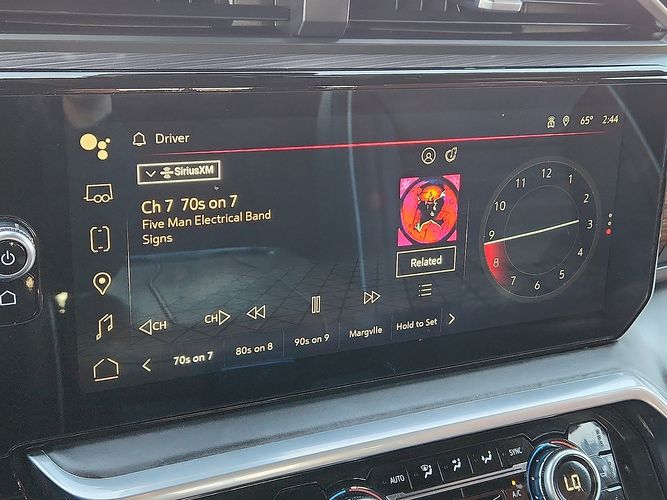 Driver
65° 2:44
SiriusXM
Ch 7 70s on 7
Five Man Electrical Band
Signs
Related
12
1
2
3
4
5
6
7
8
9
10
11
CH
CH
70s on 7
80s on 8
90s on 9
Margvlle
Hold to Set
AUTO
SYNC
A/C
LO